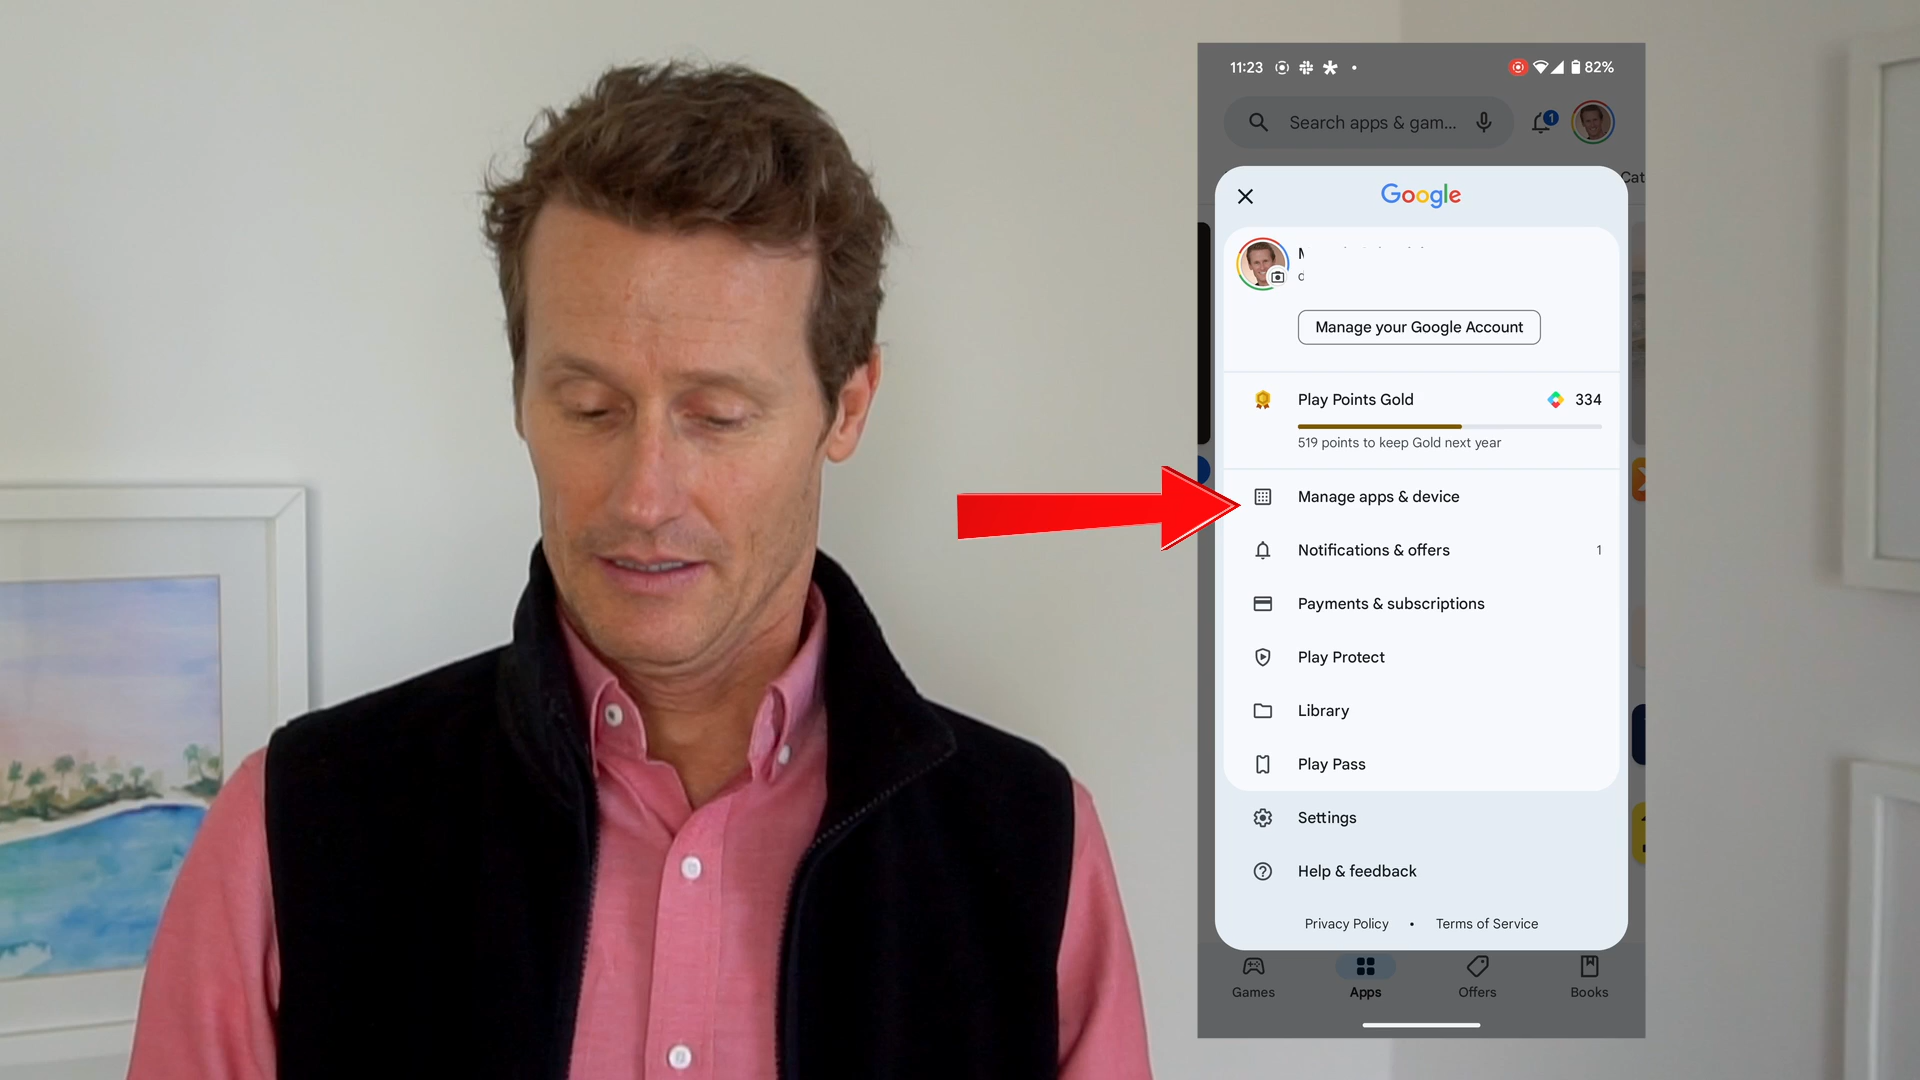 11:23
82%
Search apps & gam...
1
Cat
Google
Manage your Google Account
Play Points Gold
334
519 points to keep Gold next year
Manage apps & device
Notifications & offers
1
Payments & subscriptions
Play Protect
Library
Play Pass
Settings
Help & feedback
Privacy Policy • Terms of Service
Games
Apps
Offers
Books